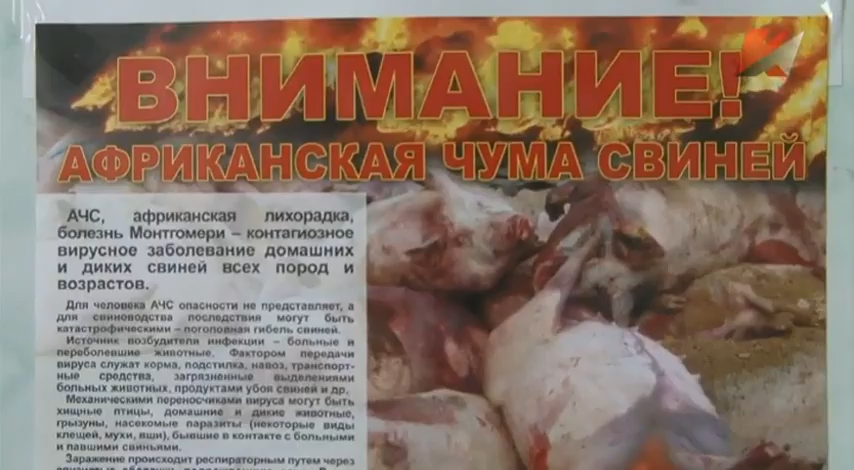 ВНИМАНИЕ!
АФРИКАНСКАЯ ЧУМА СВИНЕЙ
АЧС, африканская лихорадка,
болезнь Монтгомери – контагиозное
вирусное заболевание домашних
и диких свиней всех пород и
возрастов.
Для человека АЧС опасности не представляет, а
для свиноводства последствия могут быть
катастрофическими – поголовная гибель свиней.
Источник возбудителя инфекции – больные и
переболевшие животные. Фактором передачи
вируса служат корма, подстилка, навоз, транспорт-
ные средства, загрязненные выделениями
больных животных, продуктами убоя свиней и др.
Механическими переносчиками вируса могут быть
хищные птицы, домашние и дикие животные,
грызуны, насекомые паразиты (некоторые виды
клещей, мухи, вши), бывшие в контакте с больными
и павшими свиньями.
Заражение происходит респираторным путем через